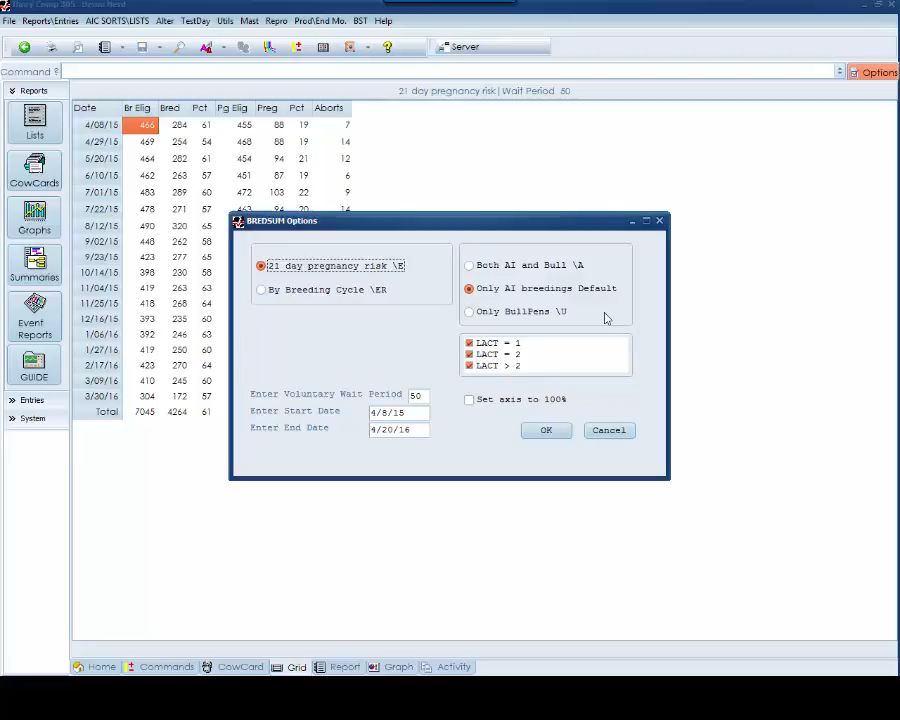 Dairy Comp 305 - Demo Herd
File Reports\Entries AIC SORTS\LISTS Alter TestDay Utils Mast Repro Prod\End Mo. BST Help
Server
Command ? Options
Reports
Lists
CowCards
Graphs
Summaries
Event
Reports
GUIDE
Entries
System
21 day pregnancy risk|Wait Period 50
Date Br Elig Bred Pct Pg Elig Preg Pct Aborts
4/08/15 466 284 61 455 88 19 7
4/29/15 469 254 54 468 88 19 14
5/20/15 464 282 61 454 94 21 12
6/10/15 462 263 57 451 87 19 6
7/01/15 483 289 60 472 103 22 9
7/22/15 478 271 57 463 94 20 14
8/12/15 490 320 65
9/02/15 448 262 58
9/23/15 423 277 65
10/14/15 398 230 58
11/04/15 419 263 63
11/25/15 418 268 64
12/16/15 393 235 60
1/06/16 392 246 63
1/27/16 419 250 60
2/17/16 423 270 64
3/09/16 410 245 60
3/30/16 304 172 57
Total 7045 4264 61
BREDSUM Options
21 day pregnancy risk \E
By Breeding Cycle \ER
Both AI and Bull \A
Only AI breedings Default
Only BullPens \U
LACT = 1
LACT = 2
LACT > 2
Enter Voluntary Wait Period 50
Enter Start Date 4/8/15
Enter End Date 4/20/16
Set axis to 100%
OK Cancel
Home Commands CowCard Grid Report Graph Activity